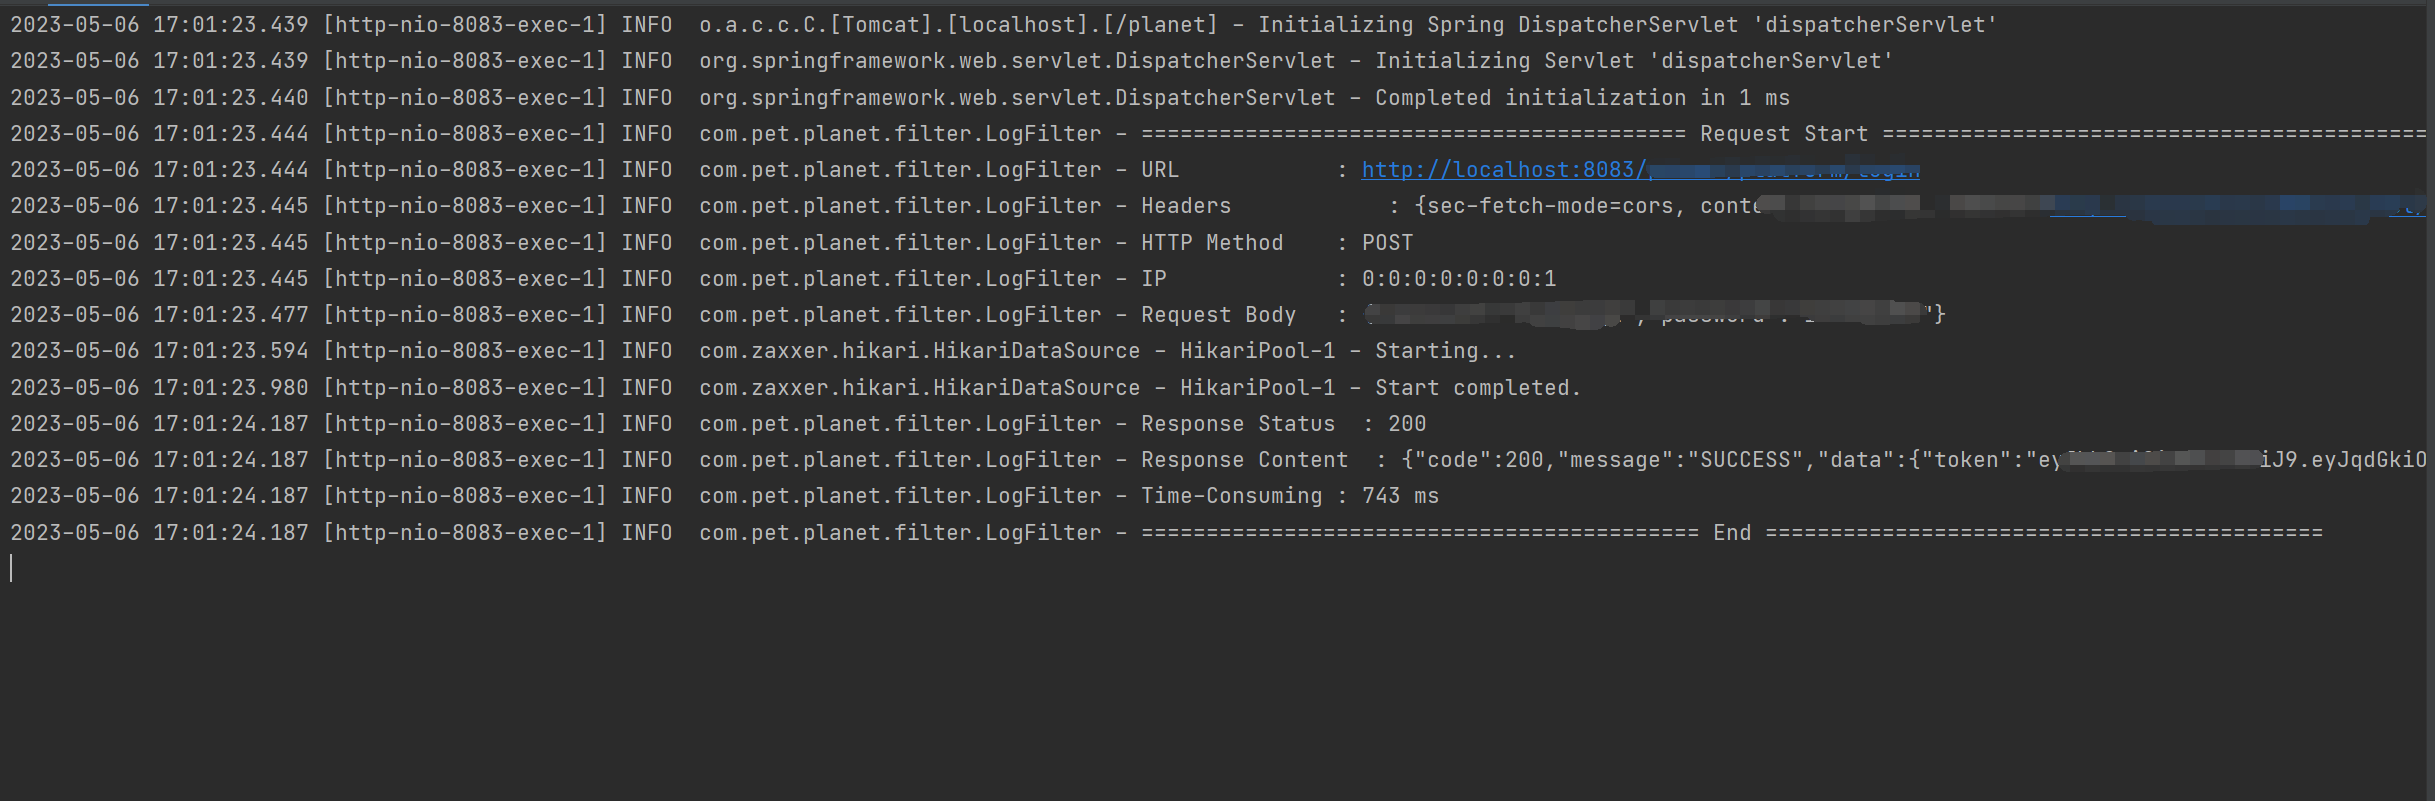 2023-05-06 17:01:23.439 [http-nio-8083-exec-1] INFO  o.a.c.c.C.[Tomcat].[localhost].[/planet] - Initializing Spring DispatcherServlet 'dispatcherServlet'
2023-05-06 17:01:23.439 [http-nio-8083-exec-1] INFO  org.springframework.web.servlet.DispatcherServlet - Initializing Servlet 'dispatcherServlet'
2023-05-06 17:01:23.440 [http-nio-8083-exec-1] INFO  org.springframework.web.servlet.DispatcherServlet - Completed initialization in 1 ms
2023-05-06 17:01:23.444 [http-nio-8083-exec-1] INFO  com.pet.planet.filter.LogFilter - ========================================== Request Start ==========================================
2023-05-06 17:01:23.444 [http-nio-8083-exec-1] INFO  com.pet.planet.filter.LogFilter - URL            : http://localhost:8083/
2023-05-06 17:01:23.445 [http-nio-8083-exec-1] INFO  com.pet.planet.filter.LogFilter - Headers            : {sec-fetch-mode=cors, conte
2023-05-06 17:01:23.445 [http-nio-8083-exec-1] INFO  com.pet.planet.filter.LogFilter - HTTP Method    : POST
2023-05-06 17:01:23.445 [http-nio-8083-exec-1] INFO  com.pet.planet.filter.LogFilter - IP             : 0:0:0:0:0:0:0:1
2023-05-06 17:01:23.477 [http-nio-8083-exec-1] INFO  com.pet.planet.filter.LogFilter - Request Body   : "}
2023-05-06 17:01:23.594 [http-nio-8083-exec-1] INFO  com.zaxxer.hikari.HikariDataSource - HikariPool-1 - Starting...
2023-05-06 17:01:23.980 [http-nio-8083-exec-1] INFO  com.zaxxer.hikari.HikariDataSource - HikariPool-1 - Start completed.
2023-05-06 17:01:24.187 [http-nio-8083-exec-1] INFO  com.pet.planet.filter.LogFilter - Response Status  : 200
2023-05-06 17:01:24.187 [http-nio-8083-exec-1] INFO  com.pet.planet.filter.LogFilter - Response Content  : {"code":200,"message":"SUCCESS","data":{"token":"ey iJ9.eyJqdGkiO
2023-05-06 17:01:24.187 [http-nio-8083-exec-1] INFO  com.pet.planet.filter.LogFilter - Time-Consuming : 743 ms
2023-05-06 17:01:24.187 [http-nio-8083-exec-1] INFO  com.pet.planet.filter.LogFilter - =========================================== End ===========================================